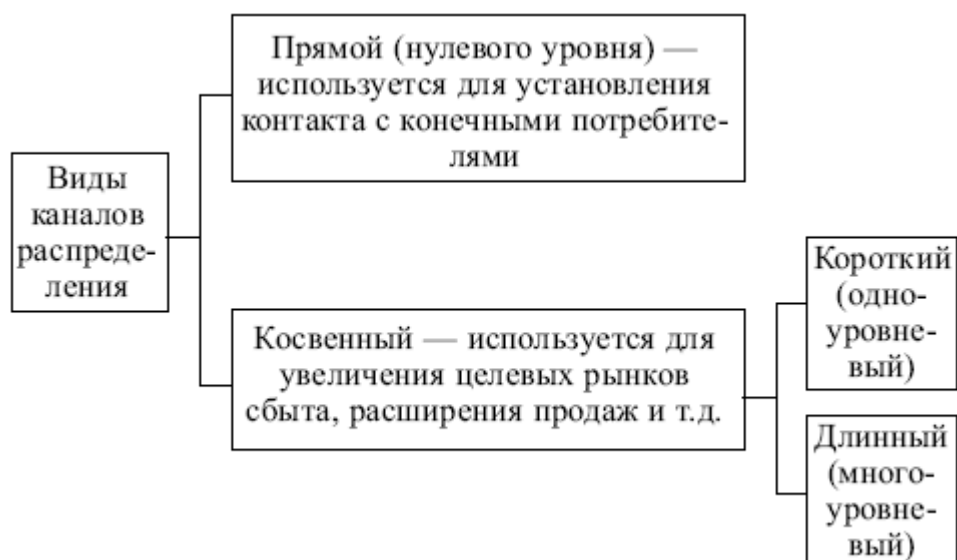 Прямой (нулевого уровня) —
используется для установления
контакта с конечными потребите-
лями
Виды
каналов
распреде-
ления
Косвенный — используется для
увеличения целевых рынков
сбыта, расширения продаж и т.д.
Короткий
(одно-
уровне-
вый)
Длинный
(много-
уровне-
вый)